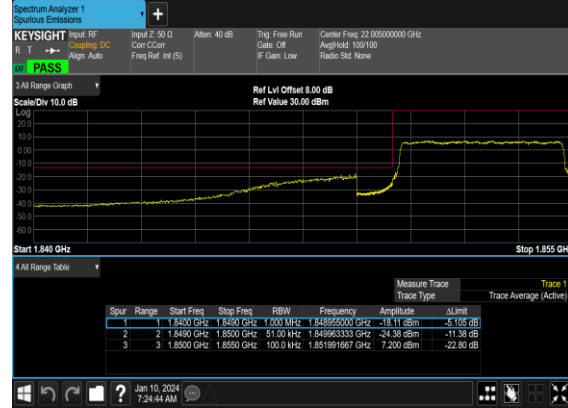 Spectrum Analyzer 1
Spurious Emissions
+
KEYSIGHT Input: RF Input Z: 50 Ω Atten: 40 dB Trig: Free Run Center Freq: 22.005000000 GHz
R T Coupling: DC Corr CCorr Gate: Off Avg|Hold: 100/100
Align: Auto Freq Ref: Int (S) IF Gain: Low Radio Std: None
LXI PASS
3 All Range Graph
Ref Lvl Offset 8.00 dB
Scale/Div 10.0 dB Ref Value 30.00 dBm
Log
20.0
10.0
0.00
-10.0
-20.0
-30.0
-40.0
-50.0
-60.0
Start 1.840 GHz Stop 1.855 GH
4 All Range Table
Measure Trace Trace 1
Trace Type Trace Average (Active)
Spur Range Start Freq Stop Freq RBW Frequency Amplitude ΔLimit
1 1 1.8400 GHz 1.8490 GHz 1.000 MHz 1.848955000 GHz -18.11 dBm -5.105 dB
2 2 1.8490 GHz 1.8500 GHz 51.00 kHz 1.849963333 GHz -24.38 dBm -11.38 dB
3 3 1.8500 GHz 1.8550 GHz 100.0 kHz 1.851991667 GHz 7.200 dBm -22.80 dB
? Jan 10, 2024
7:24:44 AM